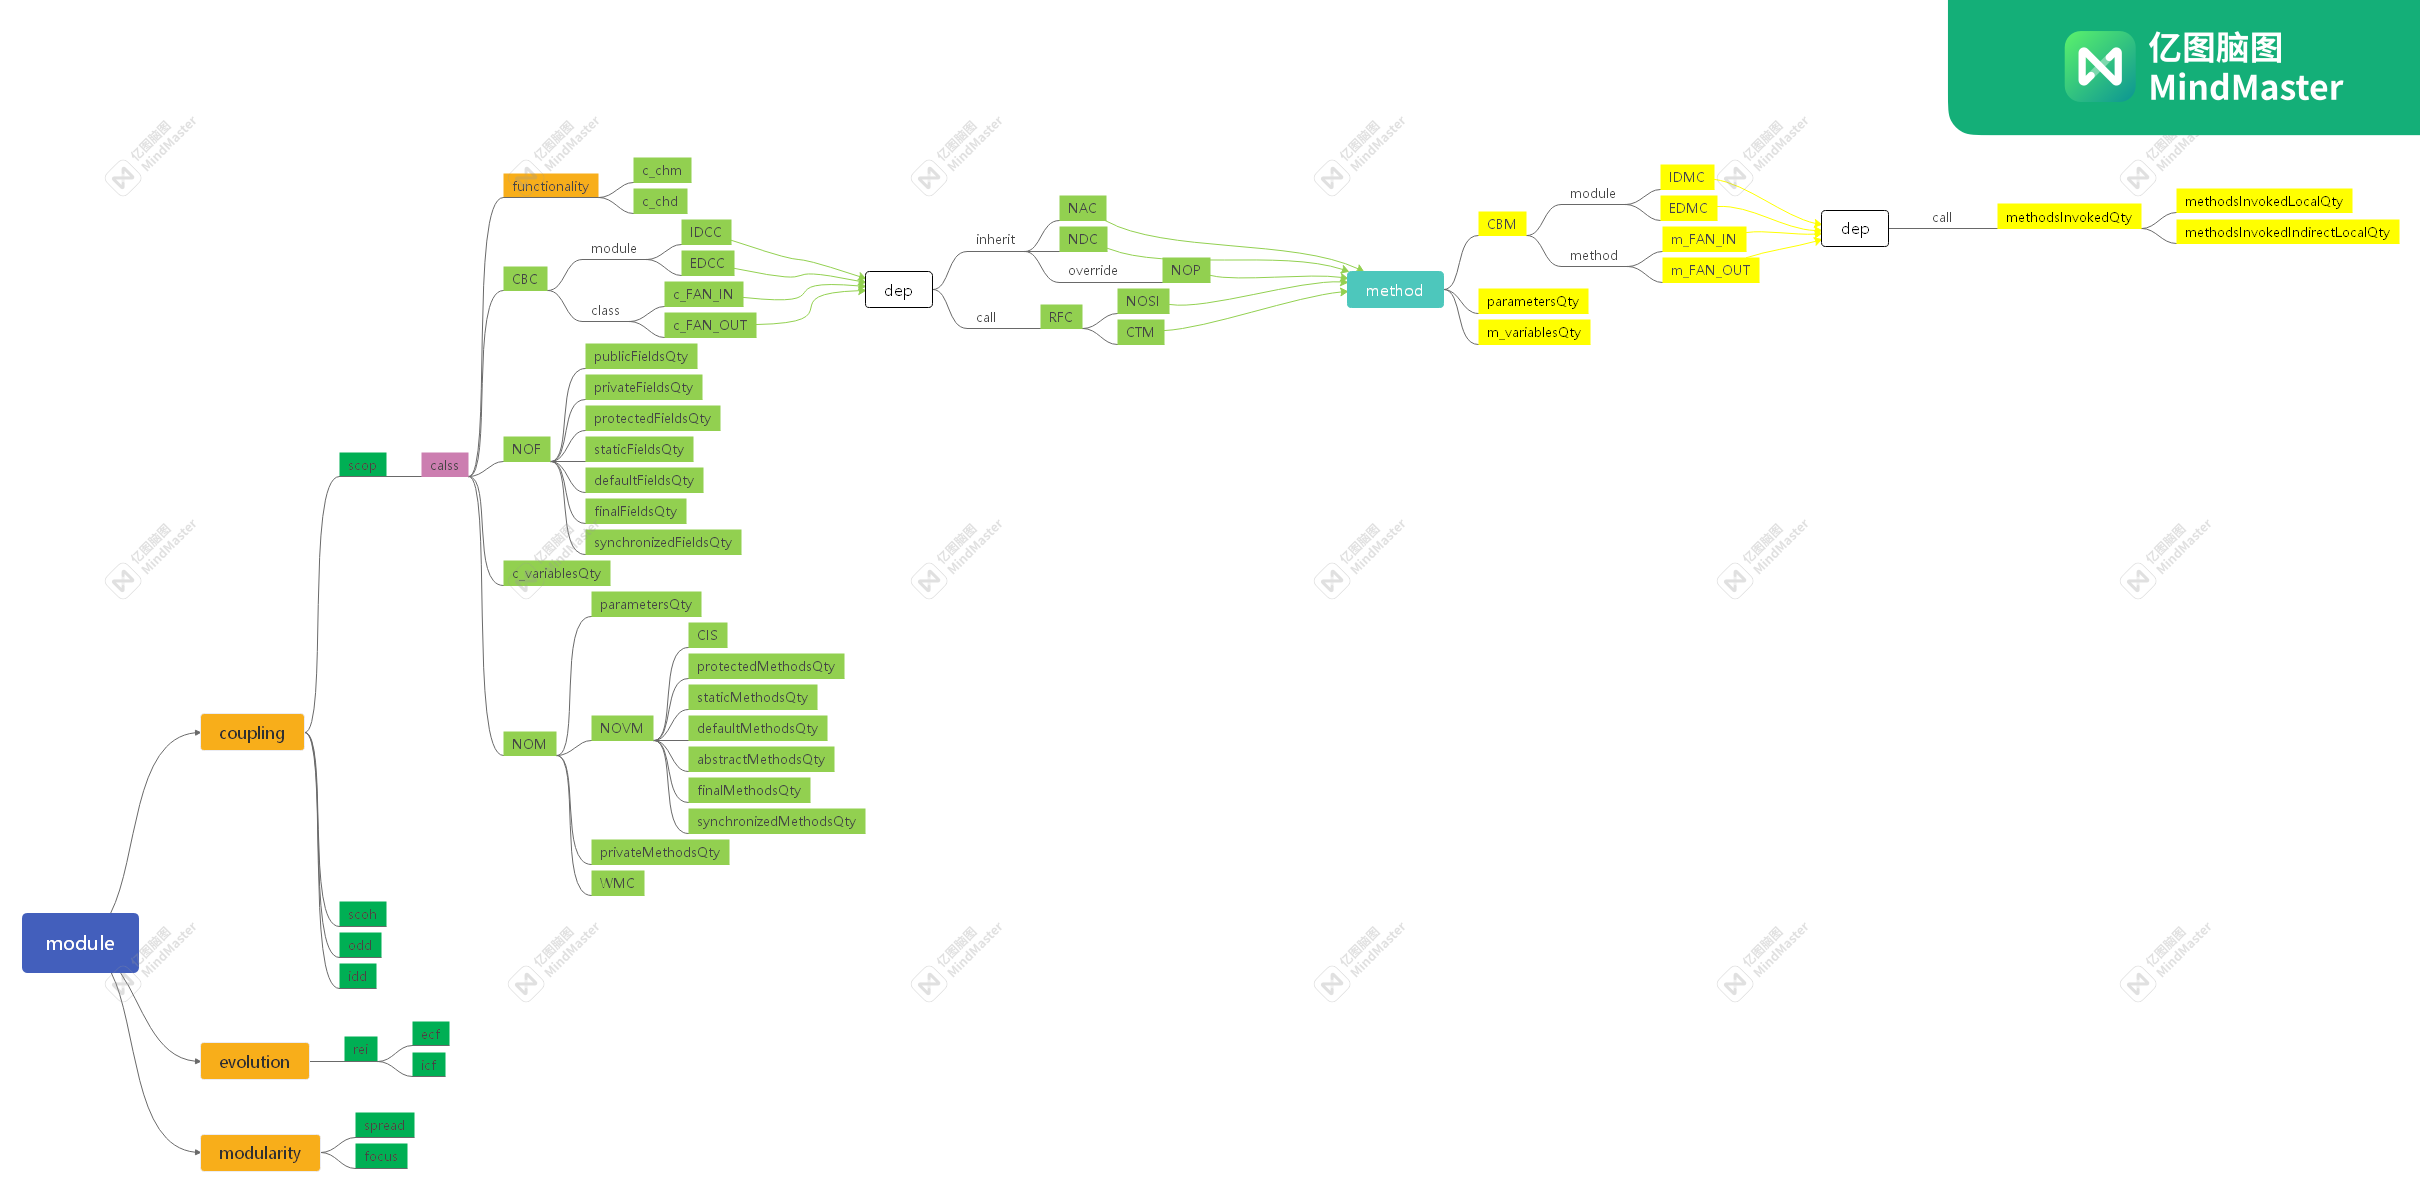 亿图脑图
MindMaster
functionality
c_chm
c_chd
CBC
module
IDCC
EDCC
class
c_FAN_IN
c_FAN_OUT
dep
inherit
NAC
NDC
override
NOP
call
RFC
NOSI
CTM
method
CBM
module
IDMC
EDMC
method
m_FAN_IN
m_FAN_OUT
parametersQty
m_variablesQty
dep
call
methodsInvokedQty
methodsInvokedLocalQty
methodsInvokedIndirectLocalQty
NOF
publicFieldsQty
privateFieldsQty
protectedFieldsQty
staticFieldsQty
defaultFieldsQty
finalFieldsQty
synchronizedFieldsQty
scop
calss
c_variablesQty
NOM
parametersQty
NOVM
CIS
protectedMethodsQty
staticMethodsQty
defaultMethodsQty
abstractMethodsQty
finalMethodsQty
synchronizedMethodsQty
privateMethodsQty
WMC
coupling
scoh
odd
idd
module
evolution
rei
ecf
icf
modularity
spread
focus